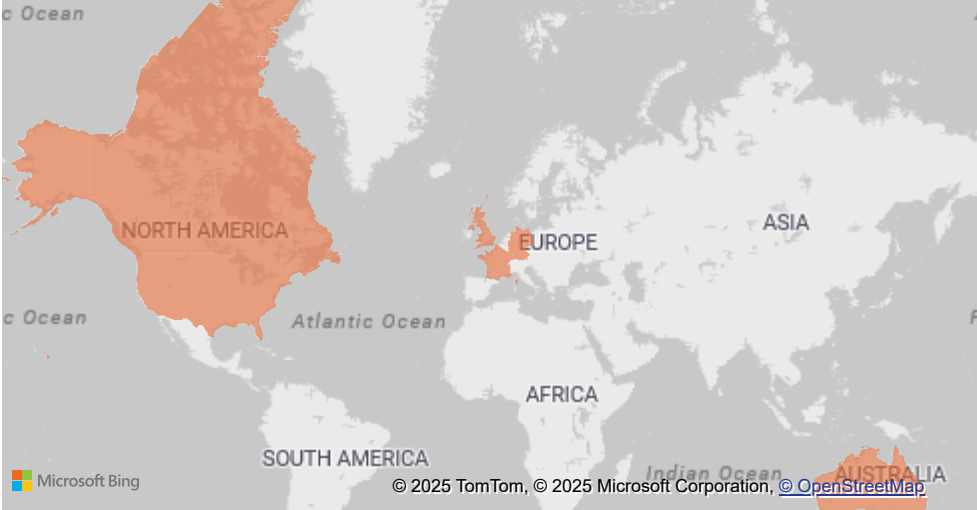 c Ocean
NORTH AMERICA
EUROPE
ASIA
c Ocean
Atlantic Ocean
AFRICA
SOUTH AMERICA
Indian Ocean
AUSTRALIA
Microsoft Bing
© 2025 TomTom, © 2025 Microsoft Corporation, © OpenStreetMap